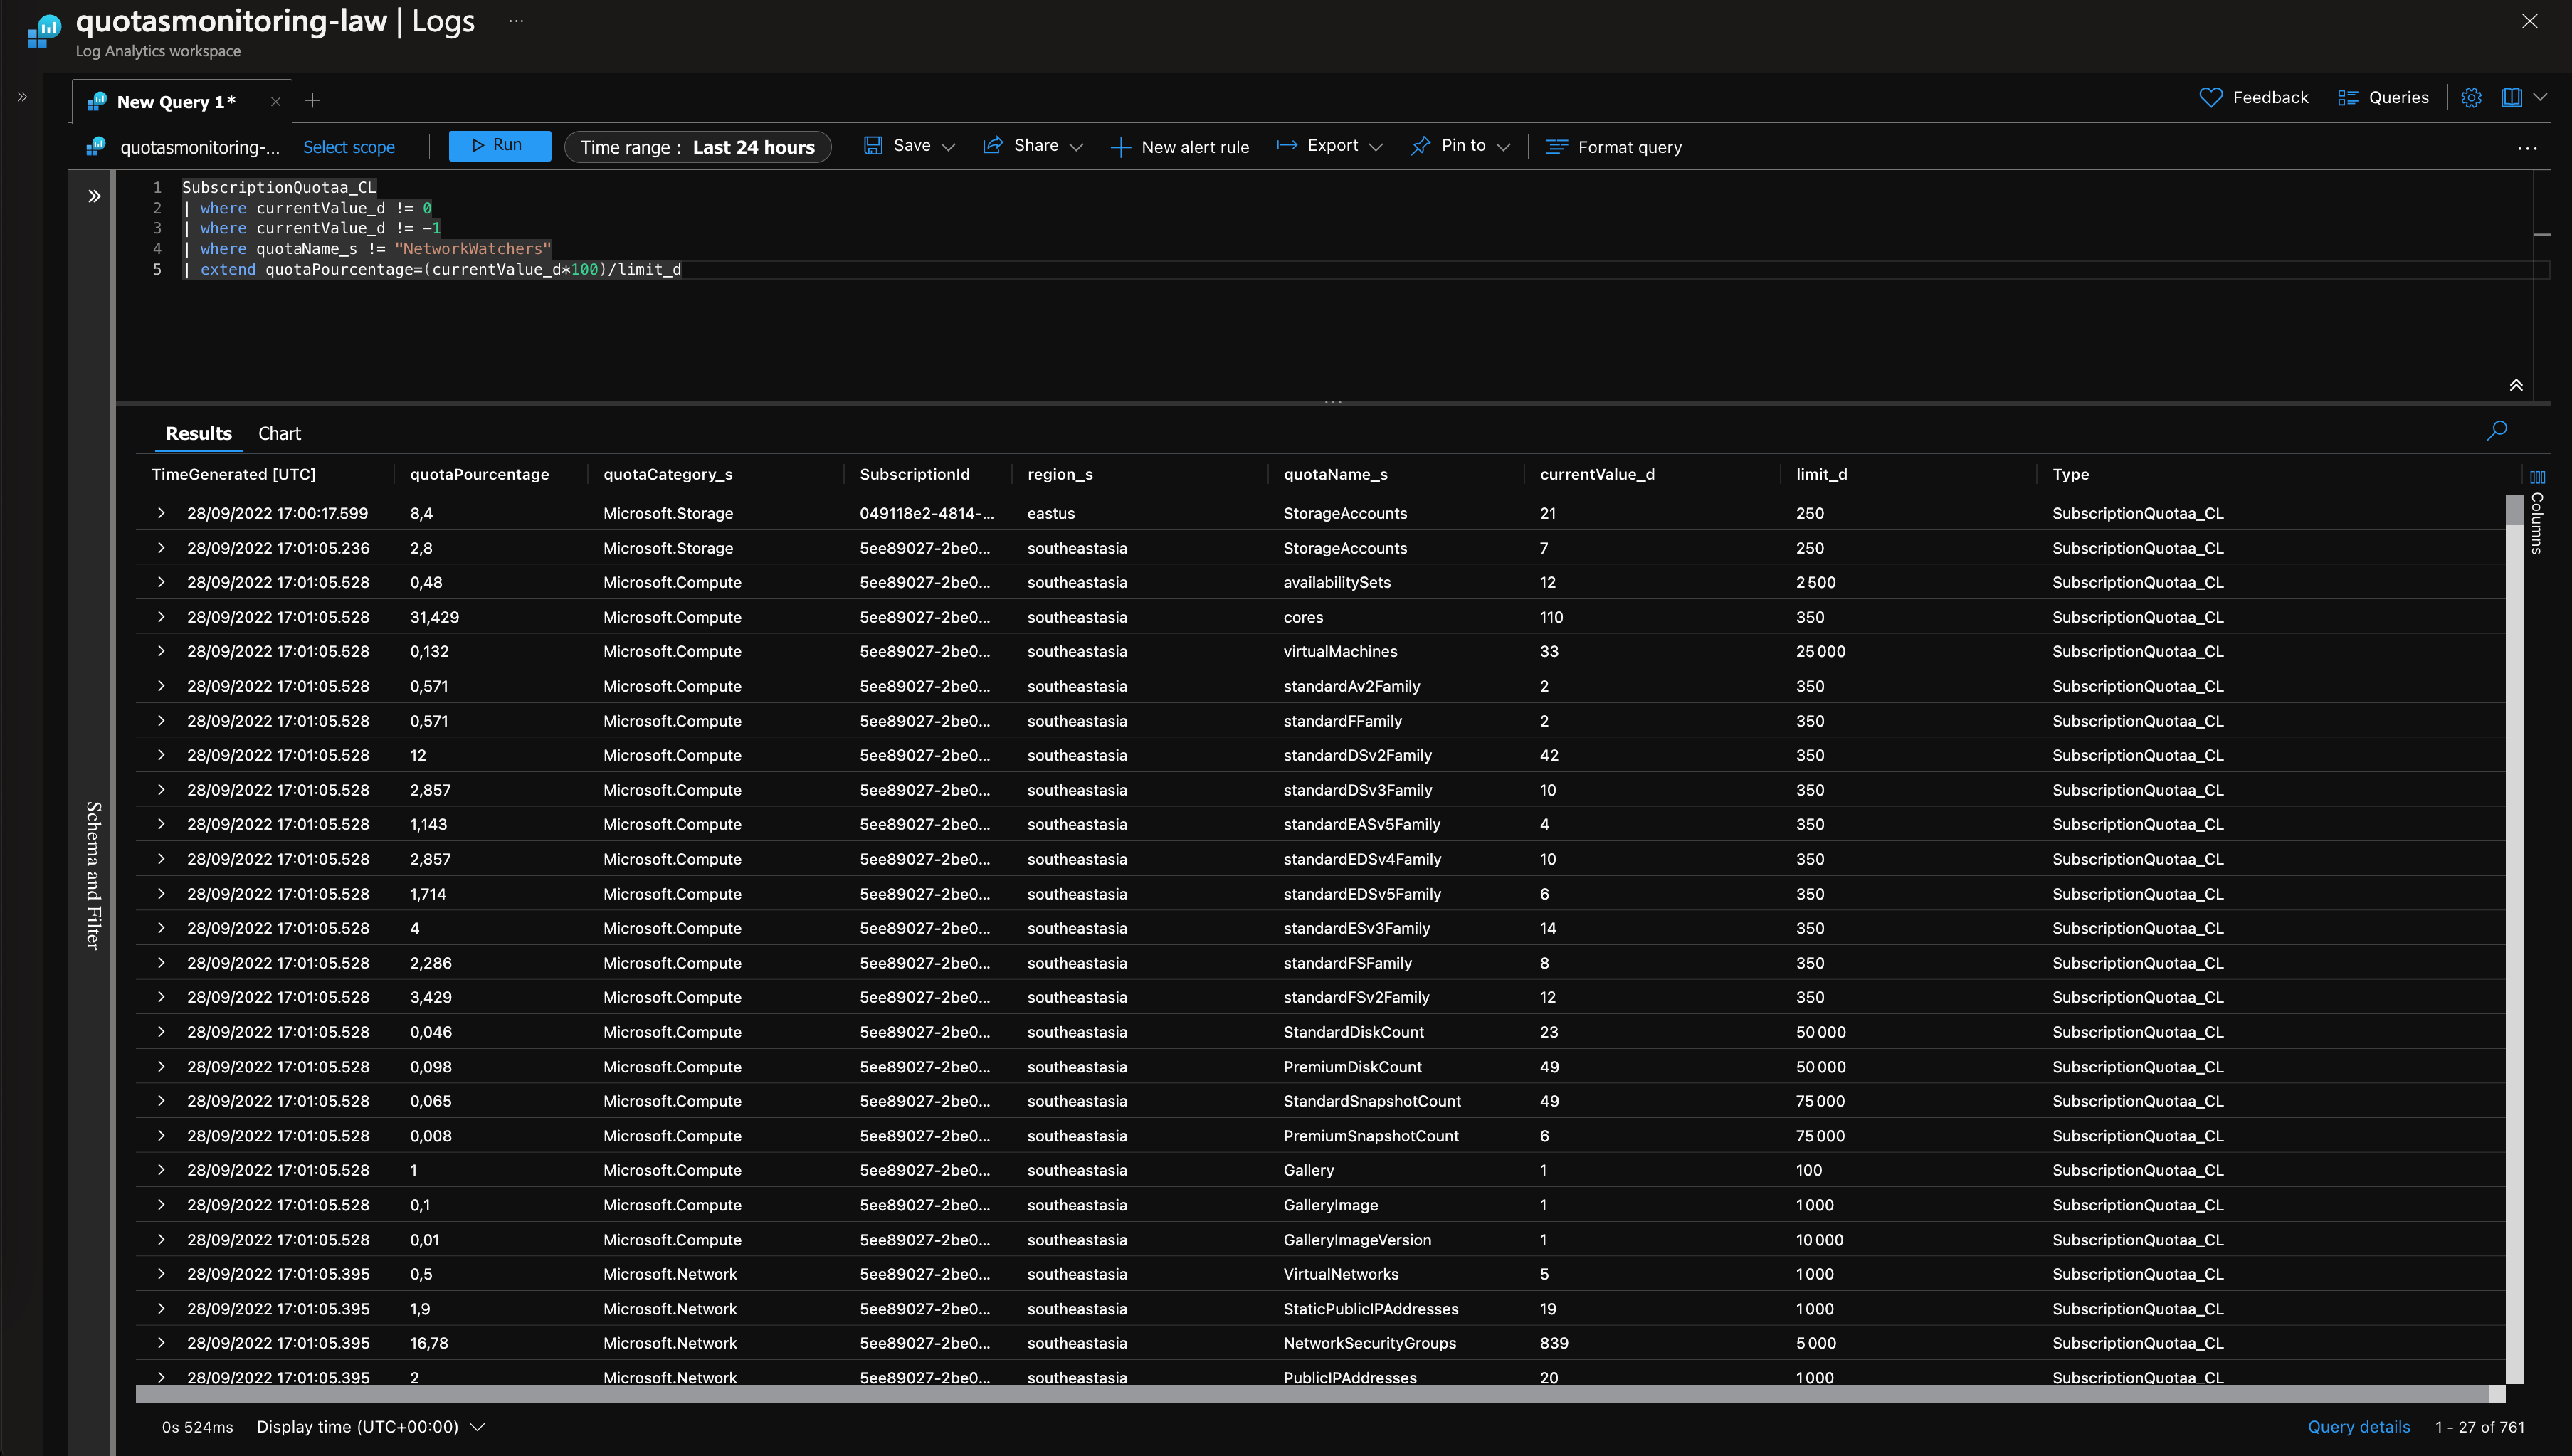 quotasmonitoring-law | Logs ...
Log Analytics workspace
New Query 1*
Feedback Queries
quotasmonitoring-... Select scope Run Time range : Last 24 hours Save Share New alert rule Export Pin to Format query ...
1 SubscriptionQuotaa_CL
2 | where currentValue_d != 0
3 | where currentValue_d != -1
4 | where quotaName_s != "NetworkWatchers"
5 | extend quotaPourcentage=(currentValue_d*100)/limit_d
Schema and Filter
Results Chart
TimeGenerated [UTC] quotaPourcentage quotaCategory_s SubscriptionId region_s quotaName_s currentValue_d limit_d Type
Columns
28/09/2022 17:00:17.599 8,4 Microsoft.Storage 049118e2-4814-... eastus StorageAccounts 21 250 SubscriptionQuotaa_CL
28/09/2022 17:01:05.236 2,8 Microsoft.Storage 5ee89027-2be0... southeastasia StorageAccounts 7 250 SubscriptionQuotaa_CL
28/09/2022 17:01:05.528 0,48 Microsoft.Compute 5ee89027-2be0... southeastasia availabilitySets 12 2 500 SubscriptionQuotaa_CL
28/09/2022 17:01:05.528 31,429 Microsoft.Compute 5ee89027-2be0... southeastasia cores 110 350 SubscriptionQuotaa_CL
28/09/2022 17:01:05.528 0,132 Microsoft.Compute 5ee89027-2be0... southeastasia virtualMachines 33 25 000 SubscriptionQuotaa_CL
28/09/2022 17:01:05.528 0,571 Microsoft.Compute 5ee89027-2be0... southeastasia standardAv2Family 2 350 SubscriptionQuotaa_CL
28/09/2022 17:01:05.528 0,571 Microsoft.Compute 5ee89027-2be0... southeastasia standardFFamily 2 350 SubscriptionQuotaa_CL
28/09/2022 17:01:05.528 12 Microsoft.Compute 5ee89027-2be0... southeastasia standardDSv2Family 42 350 SubscriptionQuotaa_CL
28/09/2022 17:01:05.528 2,857 Microsoft.Compute 5ee89027-2be0... southeastasia standardDSv3Family 10 350 SubscriptionQuotaa_CL
28/09/2022 17:01:05.528 1,143 Microsoft.Compute 5ee89027-2be0... southeastasia standardEASv5Family 4 350 SubscriptionQuotaa_CL
28/09/2022 17:01:05.528 2,857 Microsoft.Compute 5ee89027-2be0... southeastasia standardEDSv4Family 10 350 SubscriptionQuotaa_CL
28/09/2022 17:01:05.528 1,714 Microsoft.Compute 5ee89027-2be0... southeastasia standardEDSv5Family 6 350 SubscriptionQuotaa_CL
28/09/2022 17:01:05.528 4 Microsoft.Compute 5ee89027-2be0... southeastasia standardESv3Family 14 350 SubscriptionQuotaa_CL
28/09/2022 17:01:05.528 2,286 Microsoft.Compute 5ee89027-2be0... southeastasia standardFSFamily 8 350 SubscriptionQuotaa_CL
28/09/2022 17:01:05.528 3,429 Microsoft.Compute 5ee89027-2be0... southeastasia standardFSv2Family 12 350 SubscriptionQuotaa_CL
28/09/2022 17:01:05.528 0,046 Microsoft.Compute 5ee89027-2be0... southeastasia StandardDiskCount 23 50 000 SubscriptionQuotaa_CL
28/09/2022 17:01:05.528 0,098 Microsoft.Compute 5ee89027-2be0... southeastasia PremiumDiskCount 49 50 000 SubscriptionQuotaa_CL
28/09/2022 17:01:05.528 0,065 Microsoft.Compute 5ee89027-2be0... southeastasia StandardSnapshotCount 49 75 000 SubscriptionQuotaa_CL
28/09/2022 17:01:05.528 0,008 Microsoft.Compute 5ee89027-2be0... southeastasia PremiumSnapshotCount 6 75 000 SubscriptionQuotaa_CL
28/09/2022 17:01:05.528 1 Microsoft.Compute 5ee89027-2be0... southeastasia Gallery 1 100 SubscriptionQuotaa_CL
28/09/2022 17:01:05.528 0,1 Microsoft.Compute 5ee89027-2be0... southeastasia GalleryImage 1 1 000 SubscriptionQuotaa_CL
28/09/2022 17:01:05.528 0,01 Microsoft.Compute 5ee89027-2be0... southeastasia GalleryImageVersion 1 10 000 SubscriptionQuotaa_CL
28/09/2022 17:01:05.395 0,5 Microsoft.Network 5ee89027-2be0... southeastasia VirtualNetworks 5 1 000 SubscriptionQuotaa_CL
28/09/2022 17:01:05.395 1,9 Microsoft.Network 5ee89027-2be0... southeastasia StaticPublicIPAddresses 19 1 000 SubscriptionQuotaa_CL
28/09/2022 17:01:05.395 16,78 Microsoft.Network 5ee89027-2be0... southeastasia NetworkSecurityGroups 839 5 000 SubscriptionQuotaa_CL
28/09/2022 17:01:05.395 2 Microsoft.Network 5ee89027-2be0... southeastasia PublicIPAddresses 20 1 000 SubscriptionQuotaa_CL
0s 524ms Display time (UTC+00:00) Query details 1 - 27 of 761